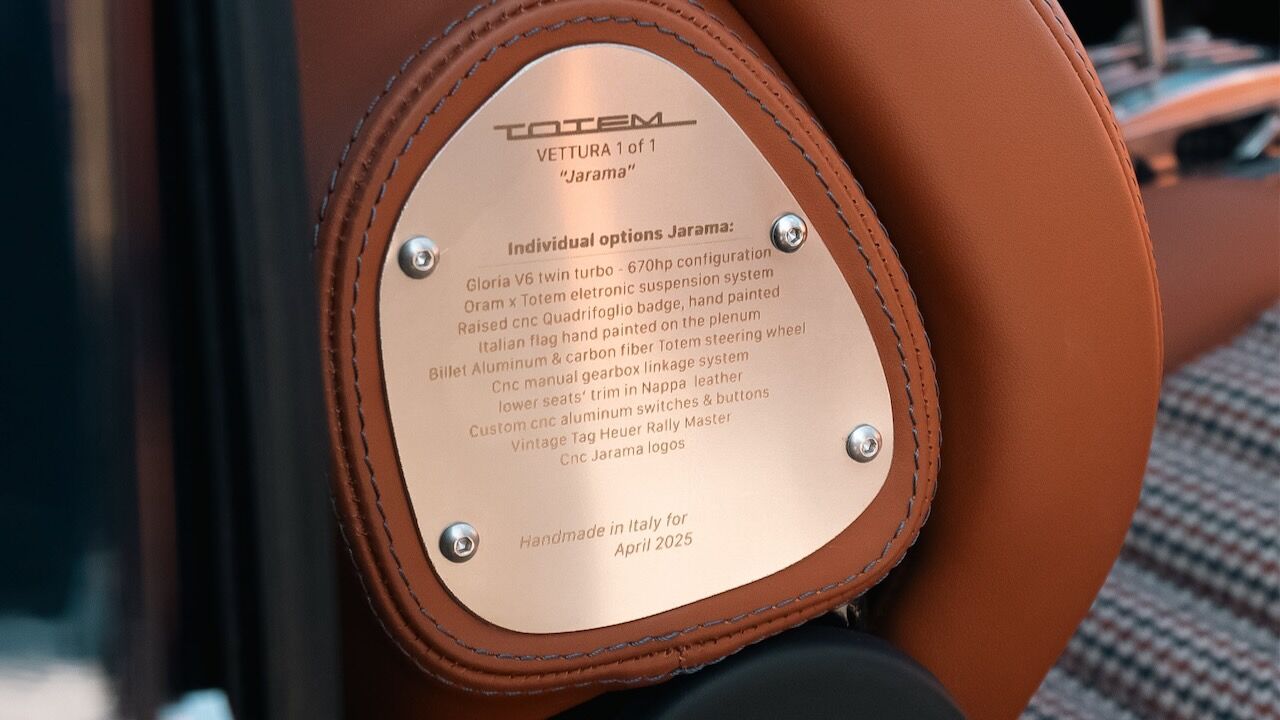 TOTEM
VETTURA 1 of 1
"Jarama"
Individual options Jarama:
Gloria V6 twin turbo - 670hp configuration
Oram x Totem eletronic suspension system
Raised cnc Quadrifoglio badge, hand painted
Italian flag hand painted on the plenum
Billet Aluminum & carbon fiber Totem steering wheel
Cnc manual gearbox linkage system
lower seats' trim in Nappa leather
Custom cnc aluminum switches & buttons
Vintage Tag Heuer Rally Master
Cnc Jarama logos
Handmade in Italy for
April 2025